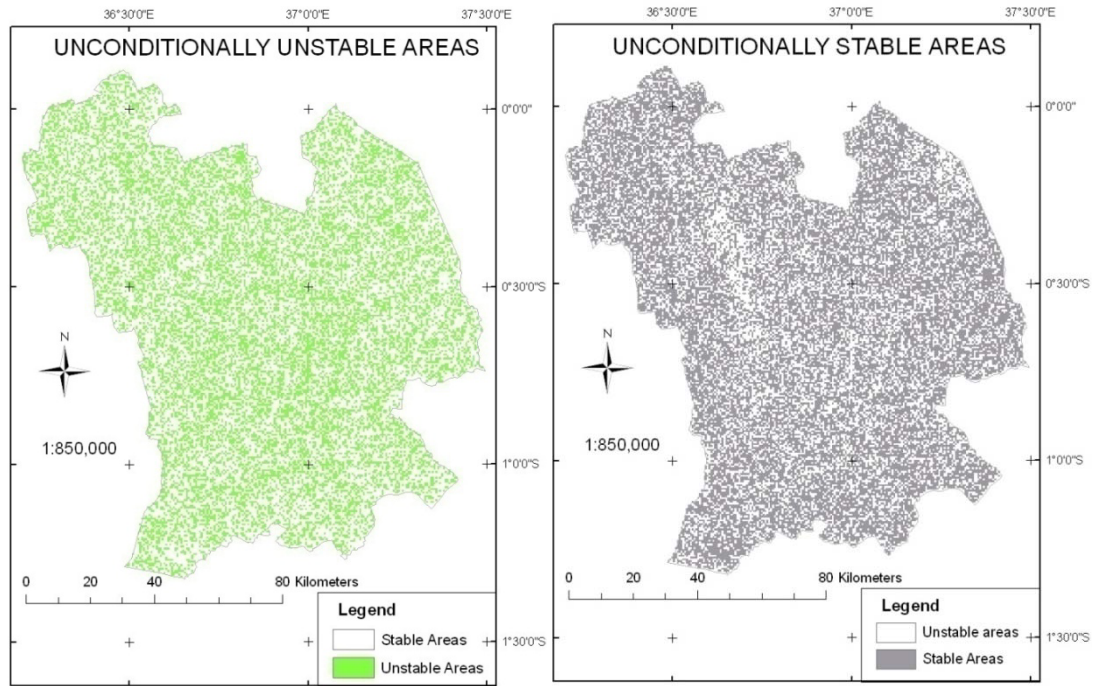 36°30'0"E 37°0'0"E 37°30'0"E
UNCONDITIONALLY UNSTABLE AREAS
0°0'0"
0°30'0"S
N
1:850,000
1°0'0"S
0 20 40 80 Kilometers
Legend
Stable Areas
Unstable Areas
1°30'0"S
36°30'0"E 37°0'0"E 37°30'0"E
UNCONDITIONALLY STABLE AREAS
0°0'0"
0°30'0"S
N
1:850,000
1°0'0"S
0 20 40 80 Kilometers
Legend
Unstable areas
Stable Areas
1°30'0"S